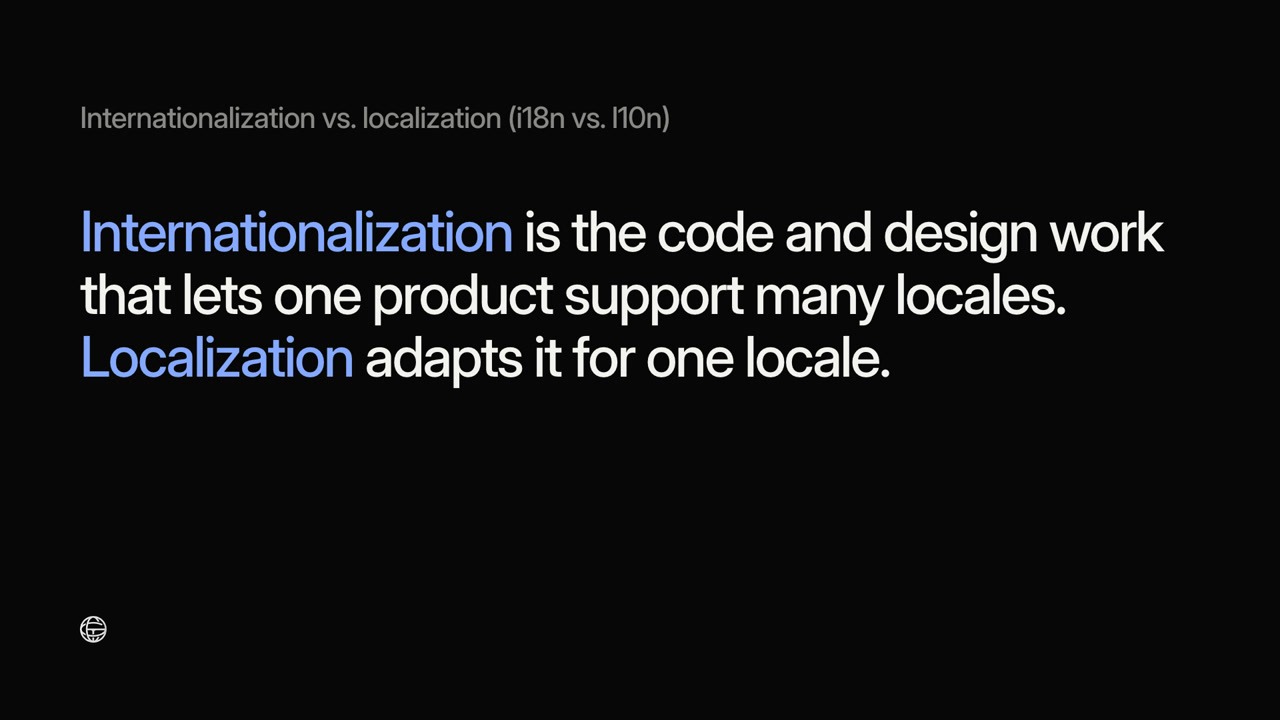 Internationalization vs. localization (i18n vs. l10n)
Internationalization is the code and design work
that lets one product support many locales.
Localization adapts it for one locale.